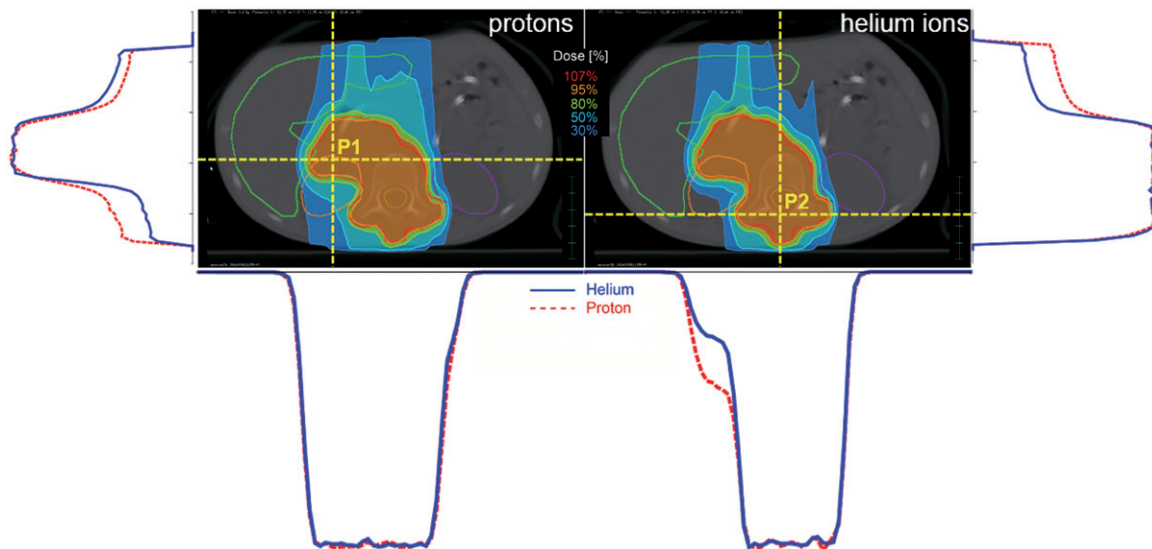 protons
helium ions
Dose [%]
107%
95%
80%
50%
30%
P1
P2
Helium
Proton